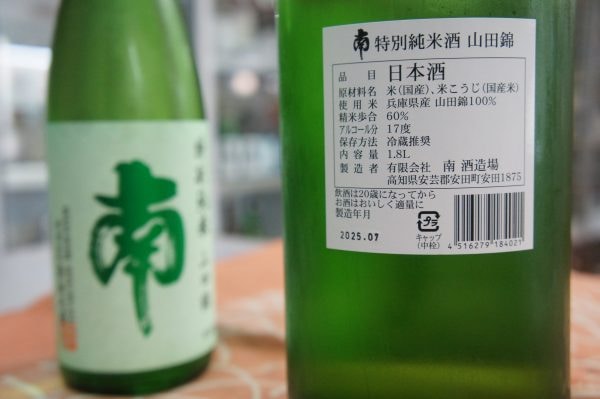 南
南 特別純米酒 山田錦
品目 日本酒
原材料名 米(国産)、米こうじ(国産米)
使用米 兵庫県産 山田錦100%
精米歩合 60%
アルコール分 17度
保存方法 冷蔵推奨
内容量 1.8L
製造者 有限会社 南 酒造場
高知県安芸郡安田町安田1875
飲酒は20歳になってから
お酒はおいしく適量に
製造年月
2025.07
プラ
キャップ
(中栓)
4 516279 184021